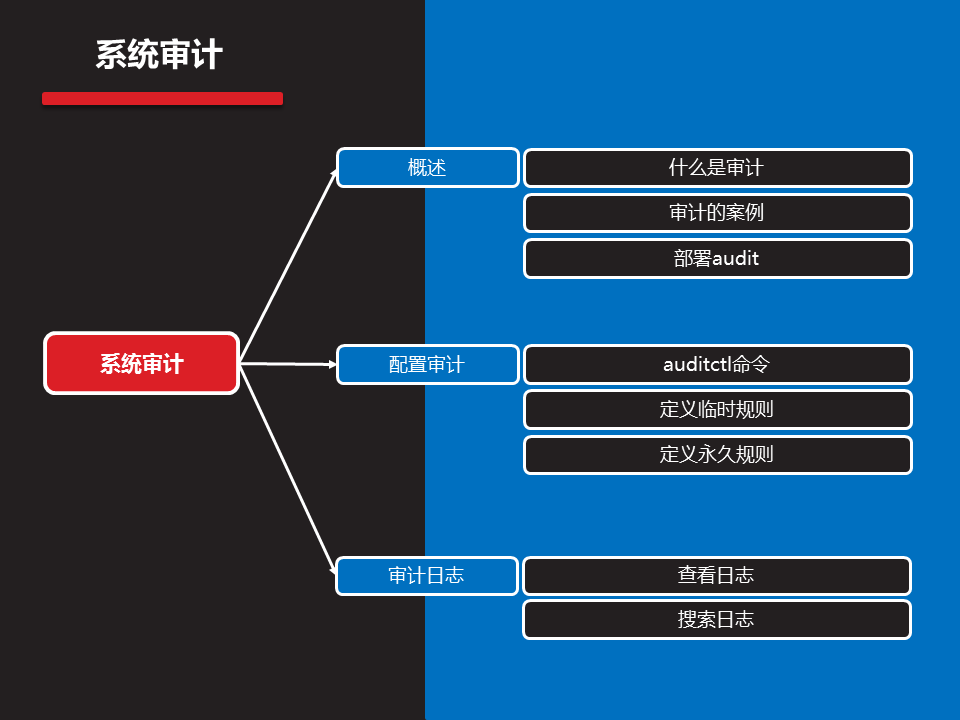 系统审计
概述
什么是审计
审计的案例
部署audit
系统审计
配置审计
auditctl命令
定义临时规则
定义永久规则
审计日志
查看日志
搜索日志